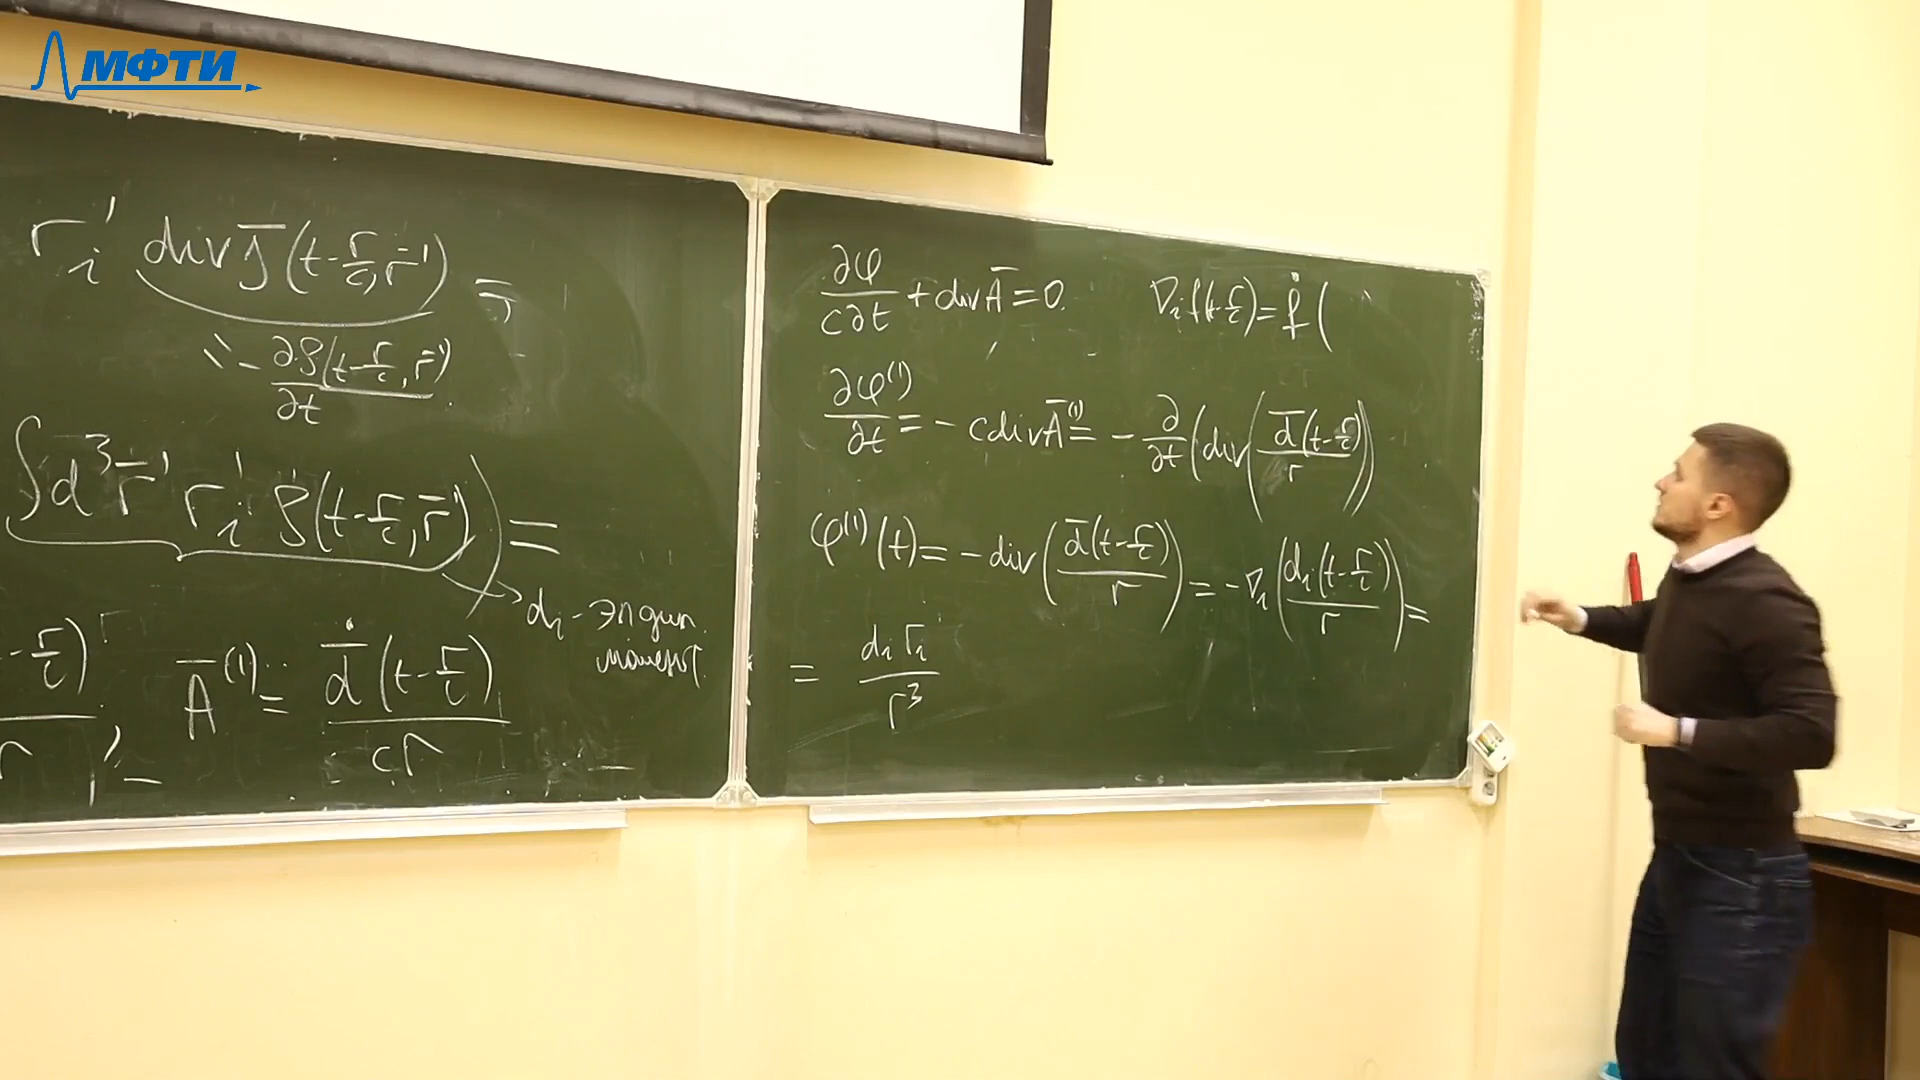 МФТИ
r_i' div j̄(t-r/c, r̄') =
= -∂ρ(t-r/c, r̄')/∂t
∫d³r̄' r_i' ρ(t-r/c, r̄')) =
d_i - эл дип.
момент.
-r/c)
r
Ā⁽¹⁾ = d̄̇(t-r/c)/cr
∂φ/c∂t + div Ā = 0.
∇_i f(t-r/c) = ḟ(
∂φ⁽¹⁾/∂t = -c div Ā⁽¹⁾ = -∂/∂t(div(d̄(t-r/c)/r))
φ⁽¹⁾(t) = -div(d̄(t-r/c)/r) = -∇_i(d_i(t-r/c)/r) =
= d_i r_i/r³